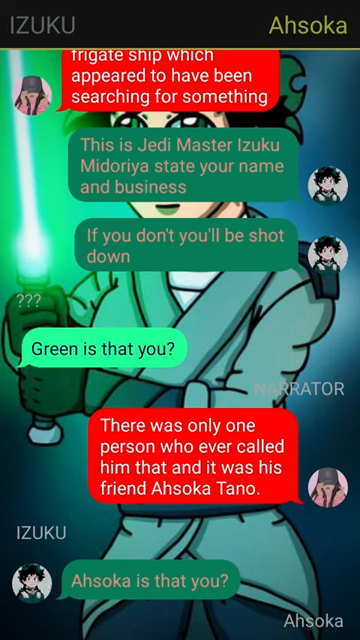 IZUKU
Ahsoka
frigate ship which
appeared to have been
searching for something
This is Jedi Master Izuku
Midoriya state your name
and business
If you don't you'll be shot
down
???
Green is that you?
NARRATOR
There was only one
person who ever called
him that and it was his
friend Ahsoka Tano.
IZUKU
Ahsoka is that you?
Ahsoka